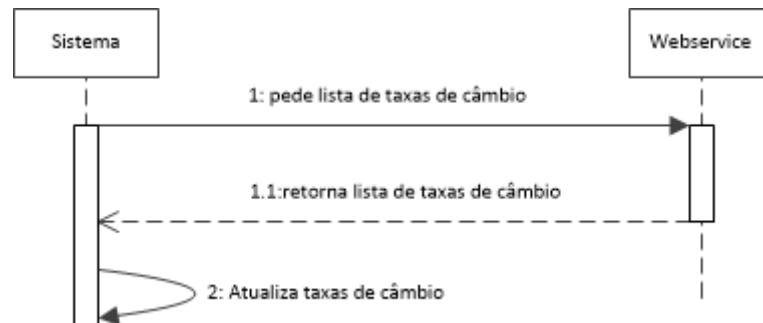 Sistema
Webservice
1: pede lista de taxas de câmbio
1.1:retorna lista de taxas de câmbio
2: Atualiza taxas de câmbio